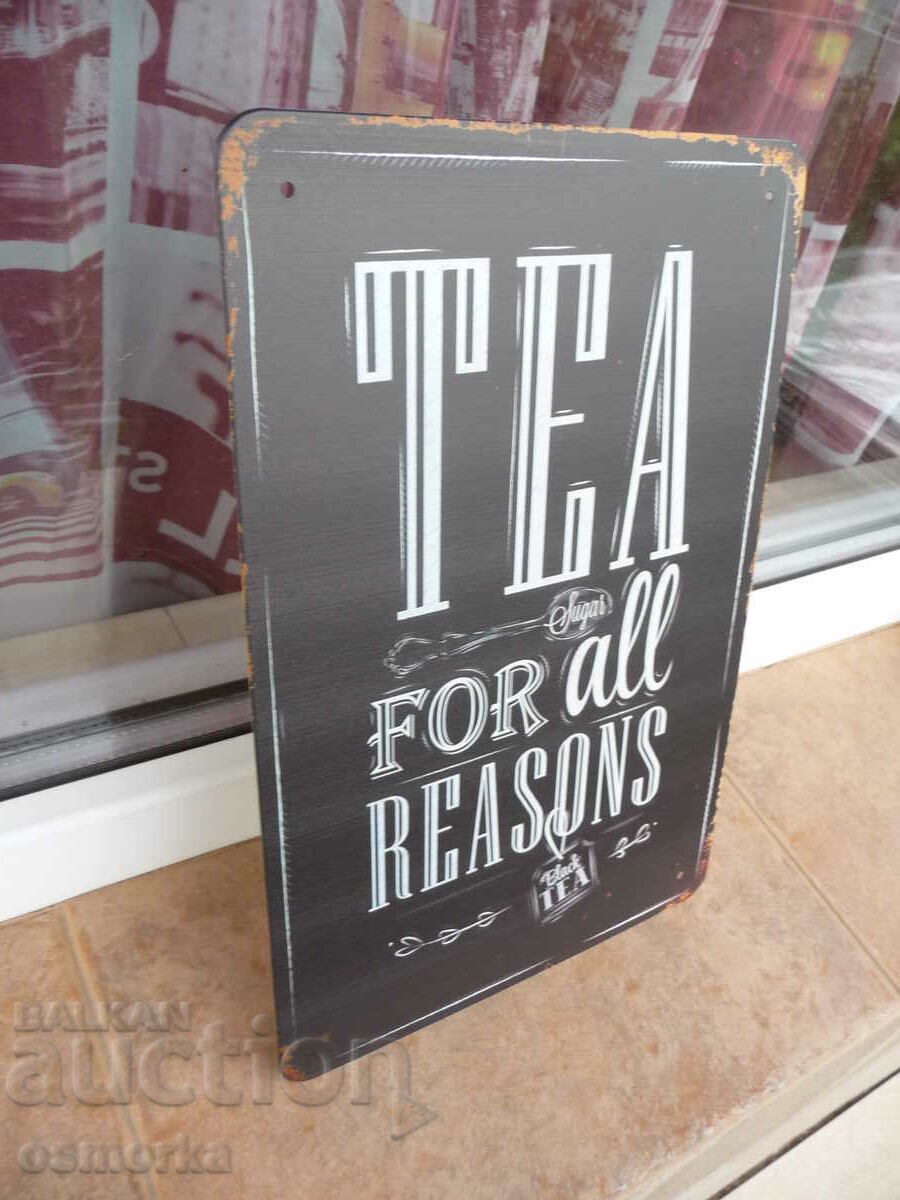 TEA
Sugar
FOR all
REASONS
Black
TEA
BALKAN
auction
osmorka